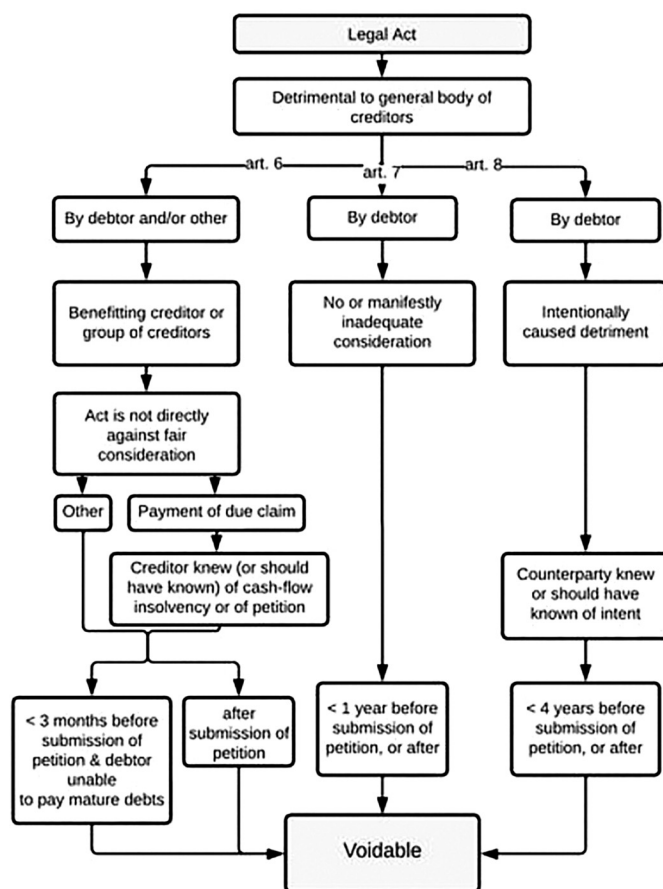 Legal Act
Detrimental to general body of
creditors
art. 6
art. 7
art. 8
By debtor and/or other
By debtor
By debtor
Benefitting creditor or
group of creditors
No or manifestly
inadequate
consideration
Intentionally
caused detriment
Act is not directly
against fair
consideration
Other
Payment of due claim
Creditor knew (or should
have known) of cash-flow
insolvency or of petition
Counterparty knew
or should have
known of intent
< 3 months before
submission of
petition & debtor
unable
to pay mature debts
after
submission of
petition
< 1 year before
submission of
petition, or after
< 4 years before
submission of
petition, or after
Voidable